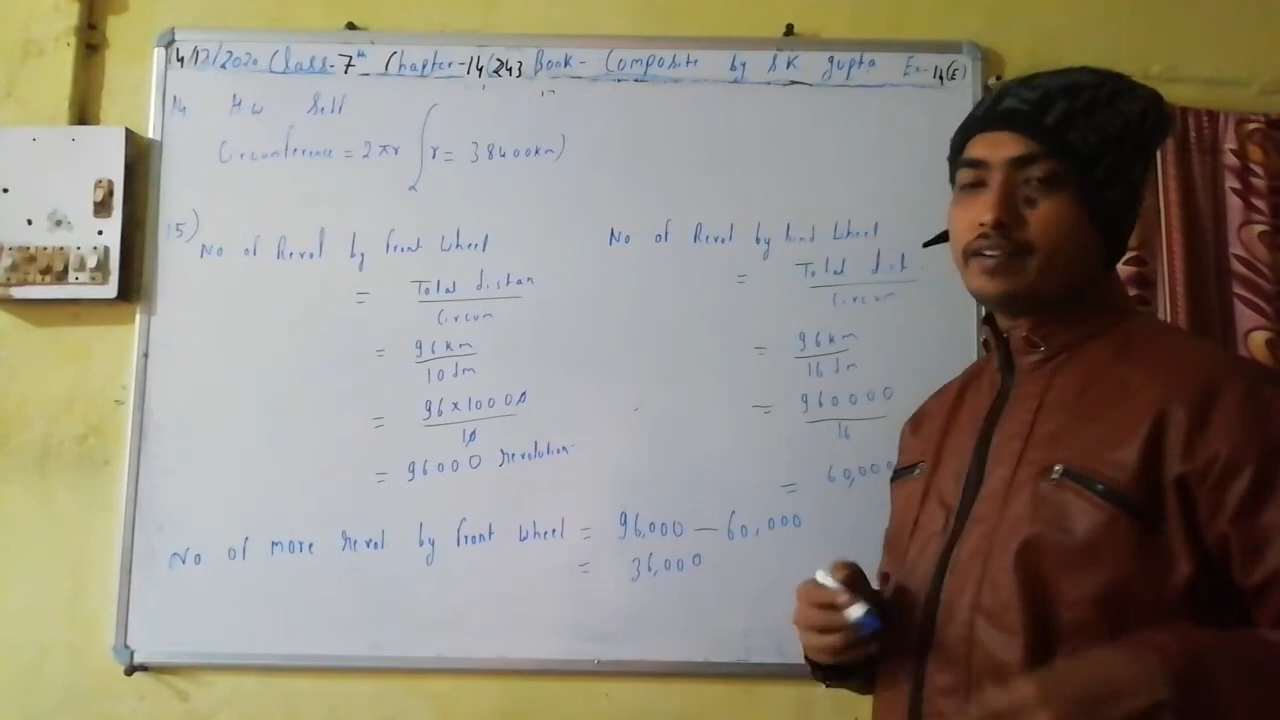 14/12/2020 Class-7th Chapter-14(243 Book- Composite by SK gupta Ex-14(E)
14 H w Self
Circumference = 2πr r = 38400km)
15)
No of Revol by front wheel
= Total distan / Circum
= 96 km / 10 dm
= 96 x 10000 / 10
= 96000 revolution
No of Revol by hind wheel
= Total dist / Circum
= 96 km / 16 dm
= 960000 / 16
= 60,000
No of more revol by front wheel = 96,000 — 60,000
= 36,000